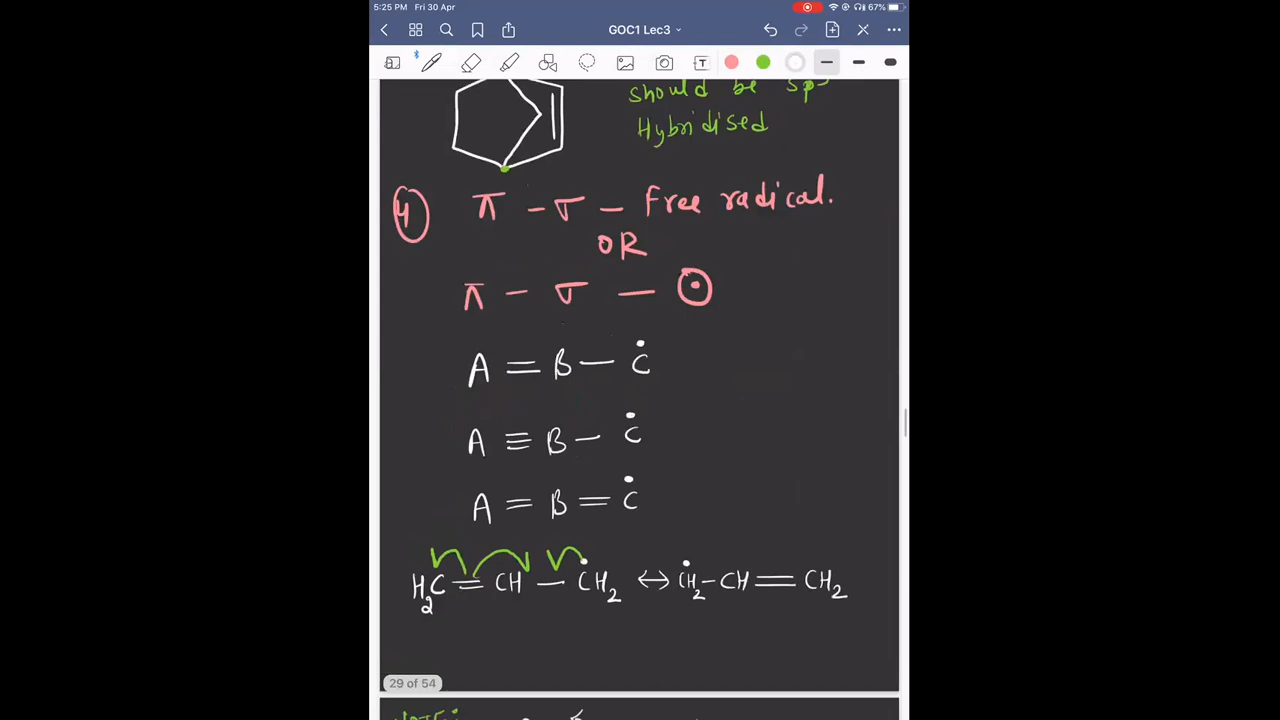 5:25 PM Fri 30 Apr
67%
GOC1 Lec3
T
should be sp
Hybridised
4 π – σ – Free radical.
OR
π – σ – ⊙
A = B – Ċ
A ≡ B – Ċ
A = B = Ċ
H₂C = CH – ĊH₂ ↔ ĊH₂ – CH = CH₂
29 of 54